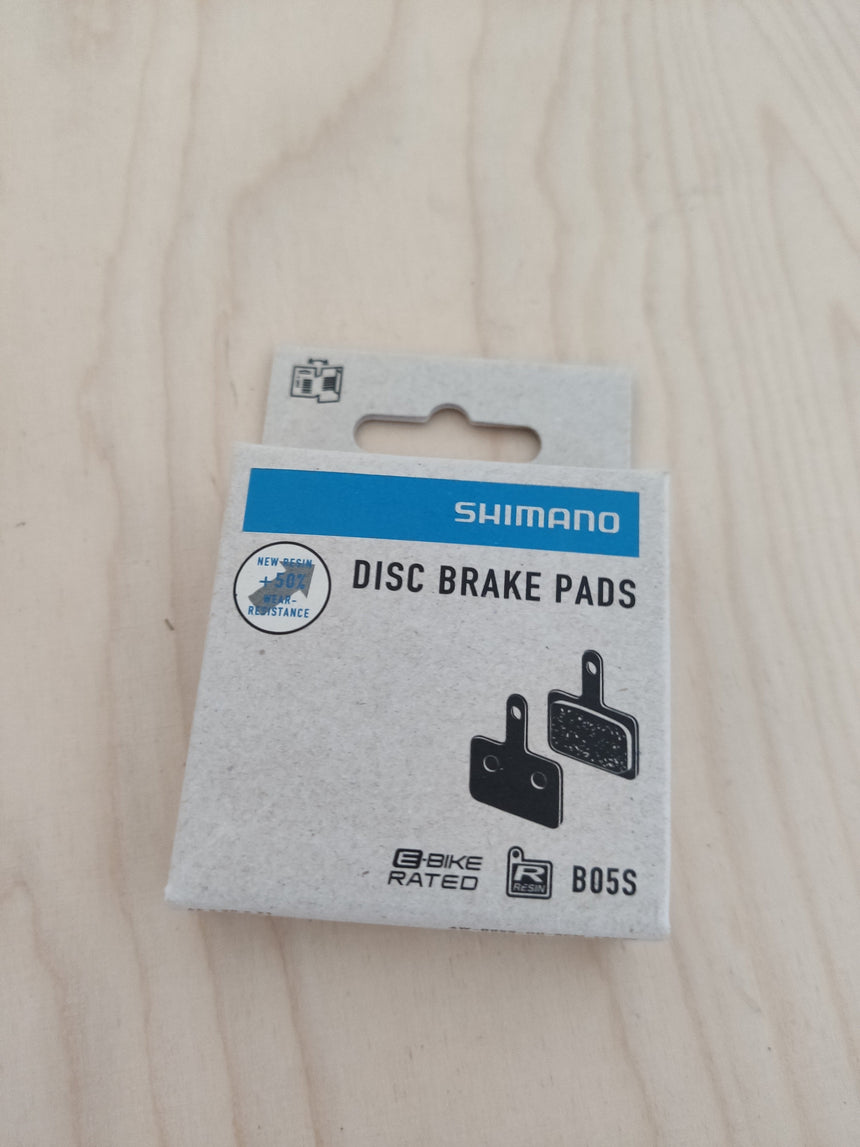 SHIMANO
NEW RESIN
+50%
WEAR-
RESISTANCE
DISC BRAKE PADS
E-BIKE
RATED
R
RESIN
B05S